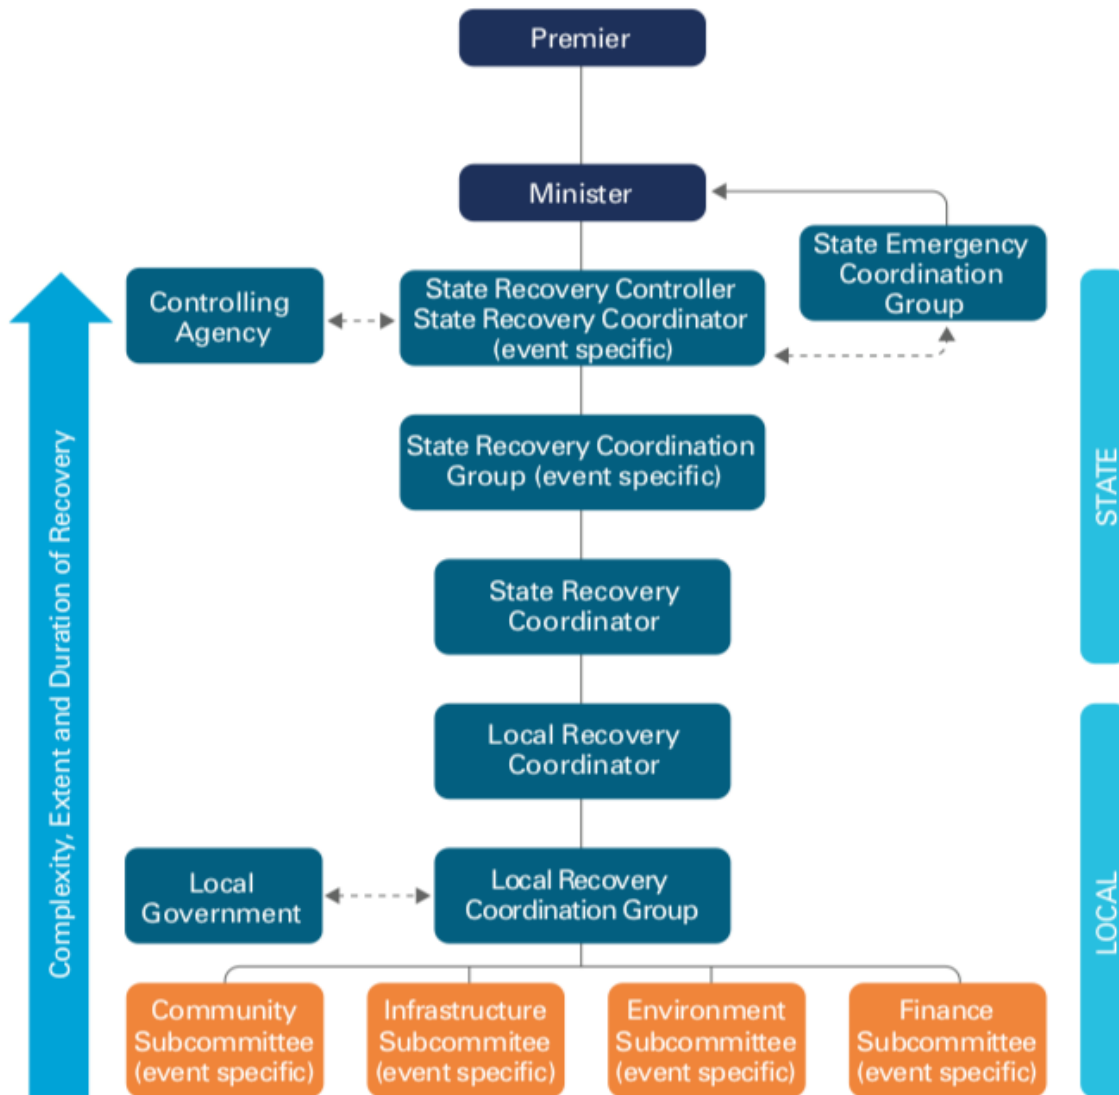 Premier
Minister
State Emergency
Coordination
Group
Controlling
Agency
State Recovery Controller
State Recovery Coordinator
(event specific)
State Recovery Coordination
Group (event specific)
State Recovery
Coordinator
Local Recovery
Coordinator
Local
Government
Local Recovery
Coordination Group
Community
Subcommittee
(event specific)
Infrastructure
Subcommitee
(event specific)
Environment
Subcommittee
(event specific)
Finance
Subcommittee
(event specific)
Complexity, Extent and Duration of Recovery
STATE
LOCAL